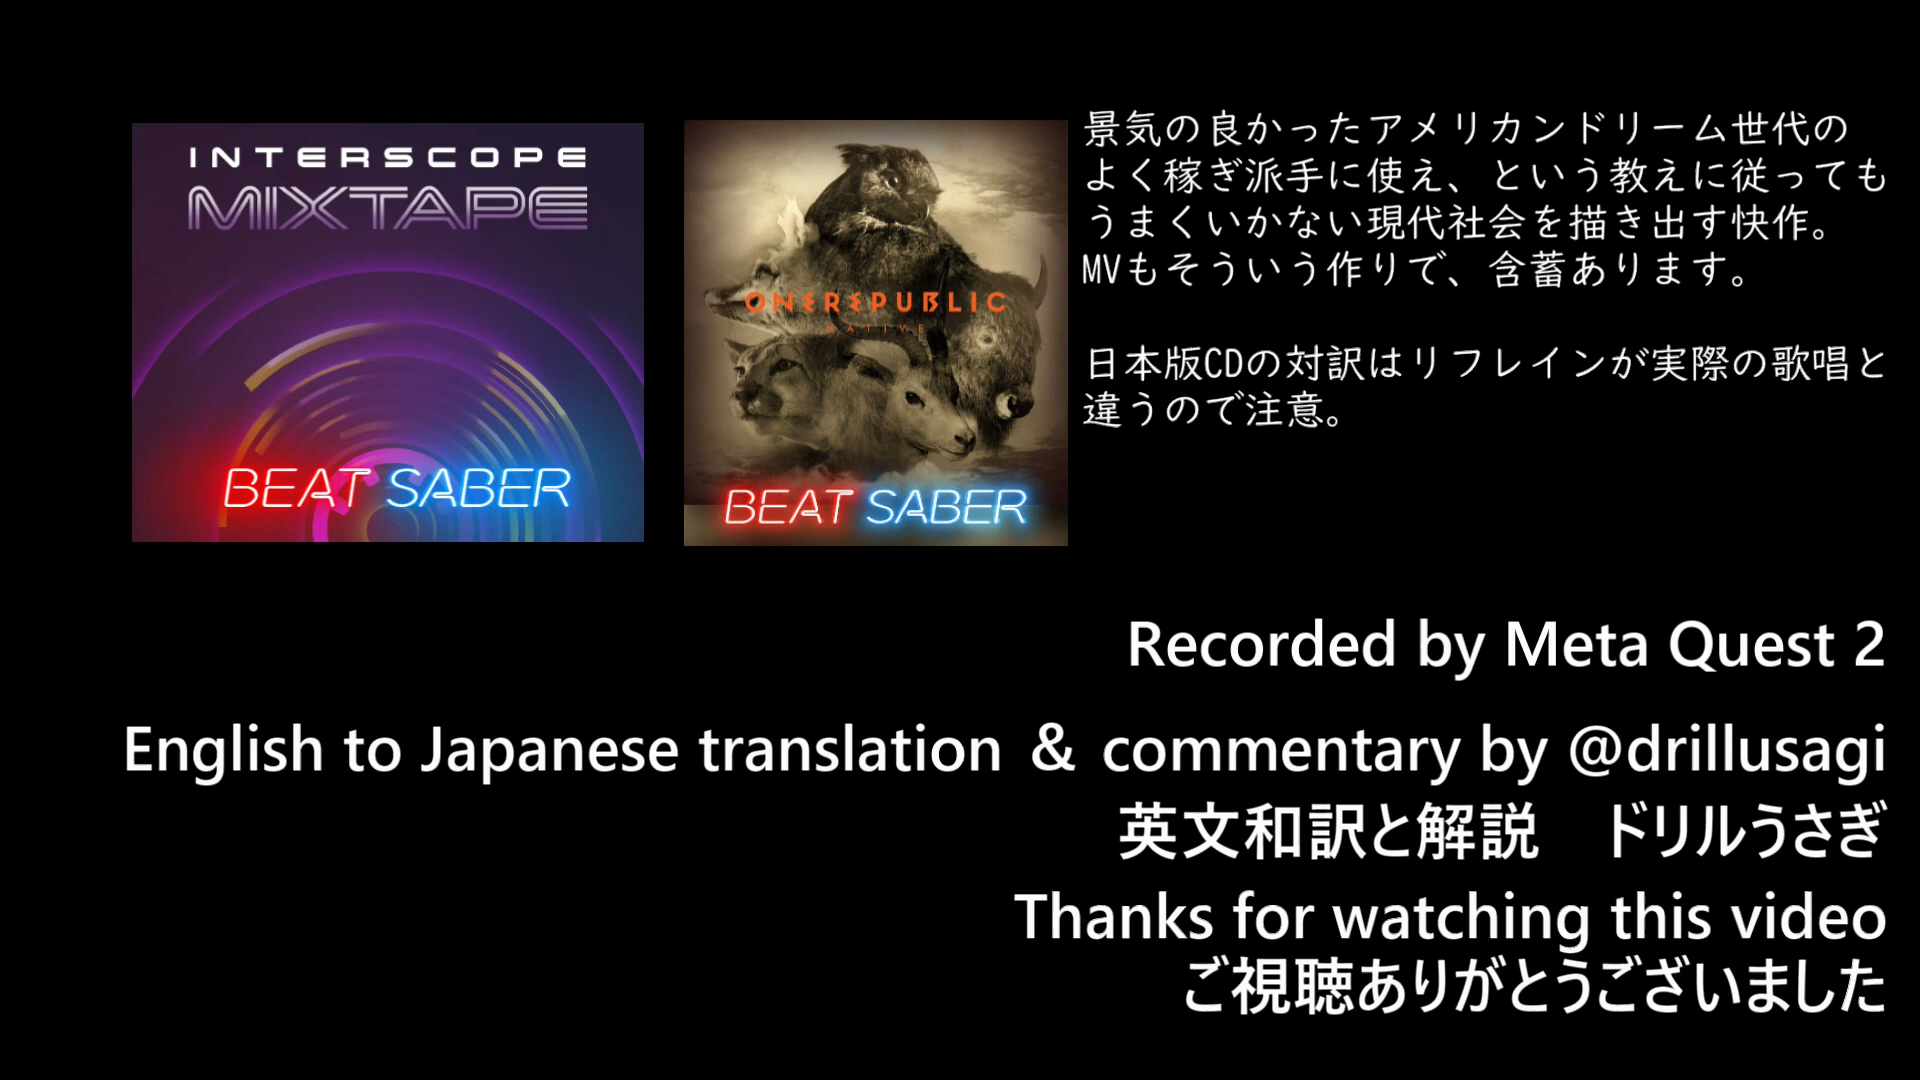 INTERSCOPE
MIXTAPE
BEAT SABER
ONEREPUBLIC
NATIVE
BEAT SABER
景気の良かったアメリカンドリーム世代の
よく稼ぎ派手に使え、という教えに従っても
うまくいかない現代社会を描き出す快作。
MVもそういう作りで、含蓄あります。
日本版CDの対訳はリフレインが実際の歌唱と
違うので注意。
Recorded by Meta Quest 2
English to Japanese translation ＆ commentary by @drillusagi
英文和訳と解説　ドリルうさぎ
Thanks for watching this video
ご視聴ありがとうございました